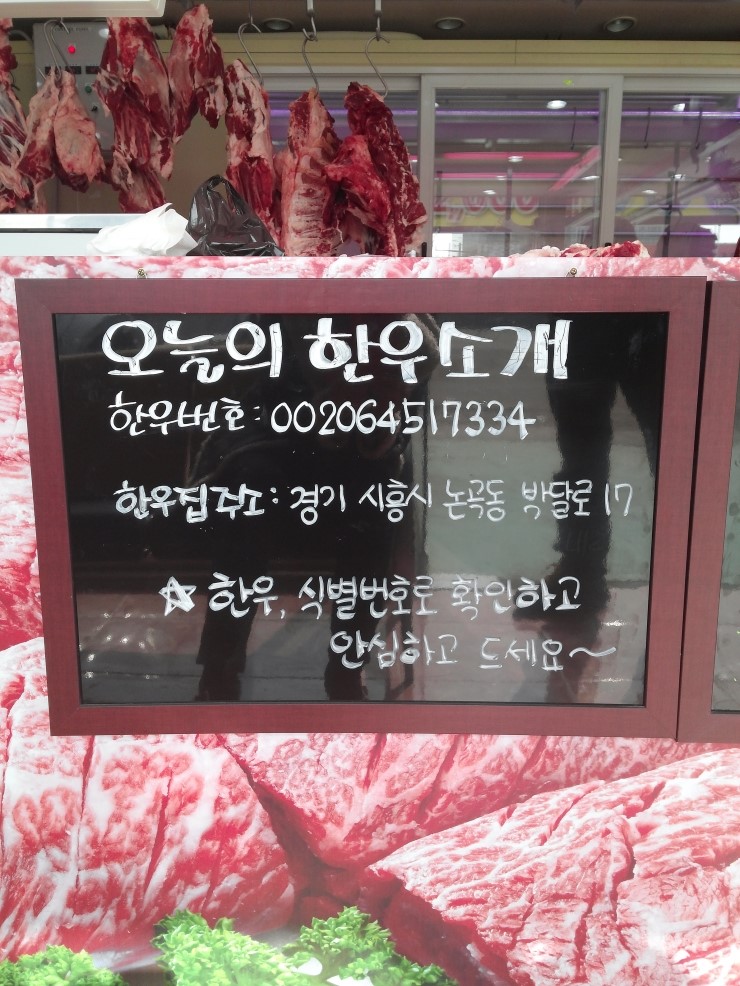 오늘의 한우소개
한우번호: 002064517334
한우집주소: 경기 시흥시 논곡동 박달로 17
☆ 한우, 식별번호로 확인하고
안심하고 드세요~